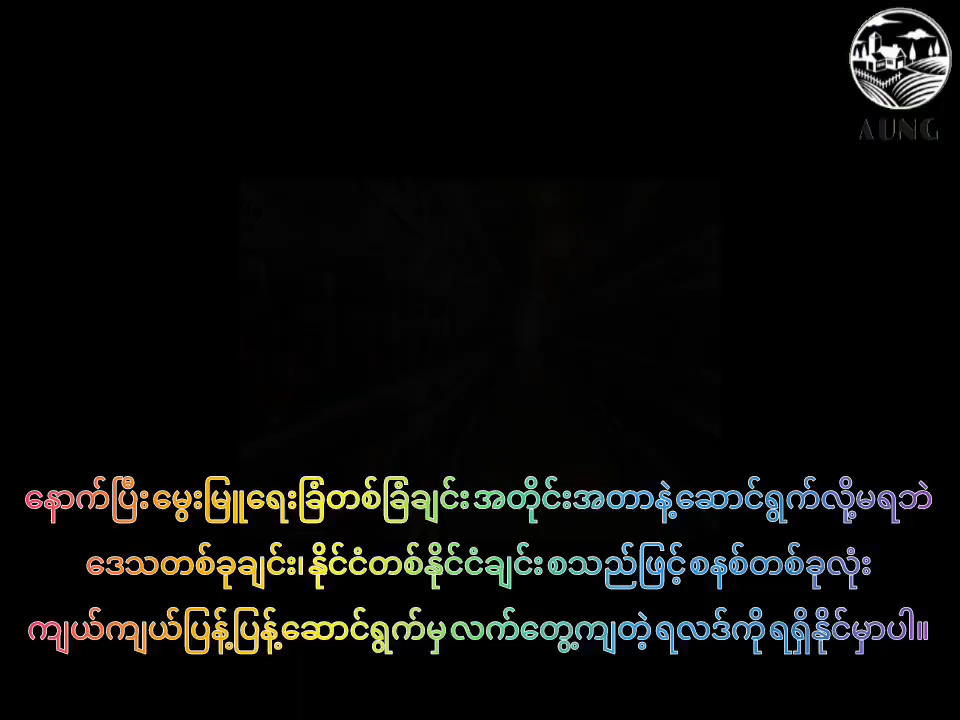 AUNG
နောက်ပြီး မွေးမြူရေးခြံတစ်ခြံချင်း အတိုင်းအတာနဲ့ ဆောင်ရွက်လို့မရဘဲ
ဒေသတစ်ခုချင်း၊ နိုင်ငံတစ်နိုင်ငံချင်း စသည်ဖြင့် စနစ်တစ်ခုလုံး
ကျယ်ကျယ်ပြန့်ပြန့် ဆောင်ရွက်မှ လက်တွေ့ကျတဲ့ ရလဒ်ကို ရရှိနိုင်မှာပါ။